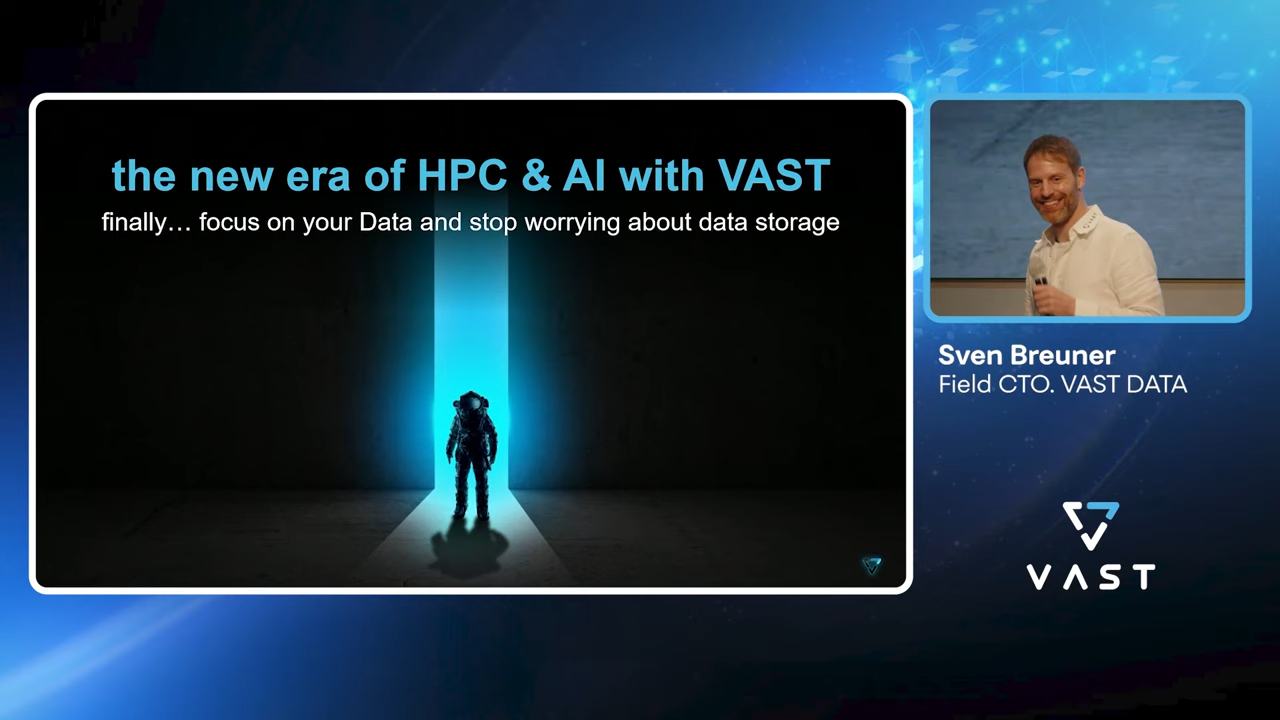 the new era of HPC & AI with VAST
finally… focus on your Data and stop worrying about data storage
Sven Breuner
Field CTO. VAST DATA
VAST